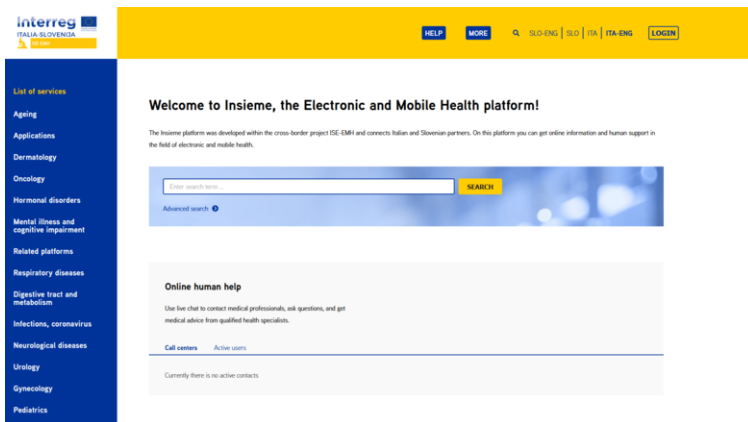 Interreg
ITALIA-SLOVENIJA
HELP
MORE
SLO-ENG | SLO | ITA | ITA-ENG
LOGIN
List of services
Ageing
Applications
Dermatology
Oncology
Hormonal disorders
Mental illness and
cognitive impairment
Related platforms
Respiratory diseases
Digestive tract and
metabolism
Infections, coronavirus
Neurological diseases
Urology
Gynecology
Pediatrics
Welcome to Insieme, the Electronic and Mobile Health platform!
The Insieme platform was developed within the cross-border project ISE-EMH and connects Italian and Slovenian partners. On this platform you can get online information and human support in
the field of electronic and mobile health.
Enter search term ...
SEARCH
Advanced search
Online human help
Use live chat to contact medical professionals, ask questions, and get
medical advice from qualified health specialists.
Call centers
Active users
Currently there is no active contacts